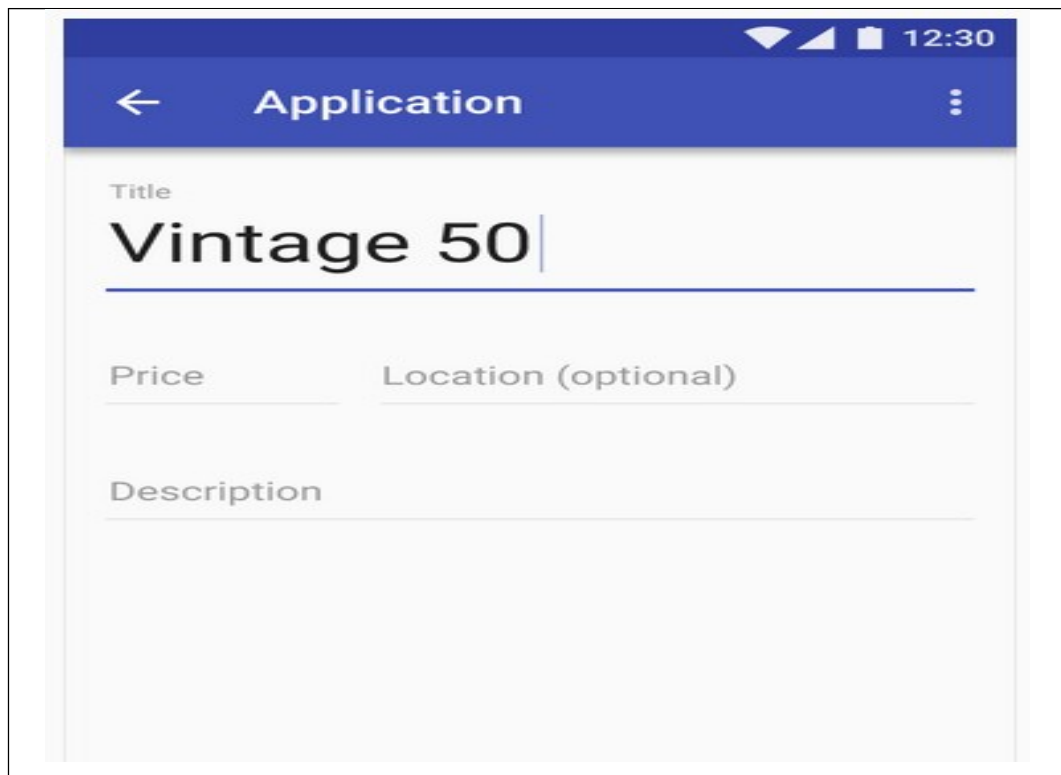 12:30
Application
Title
Vintage 50
Price Location (optional)
Description